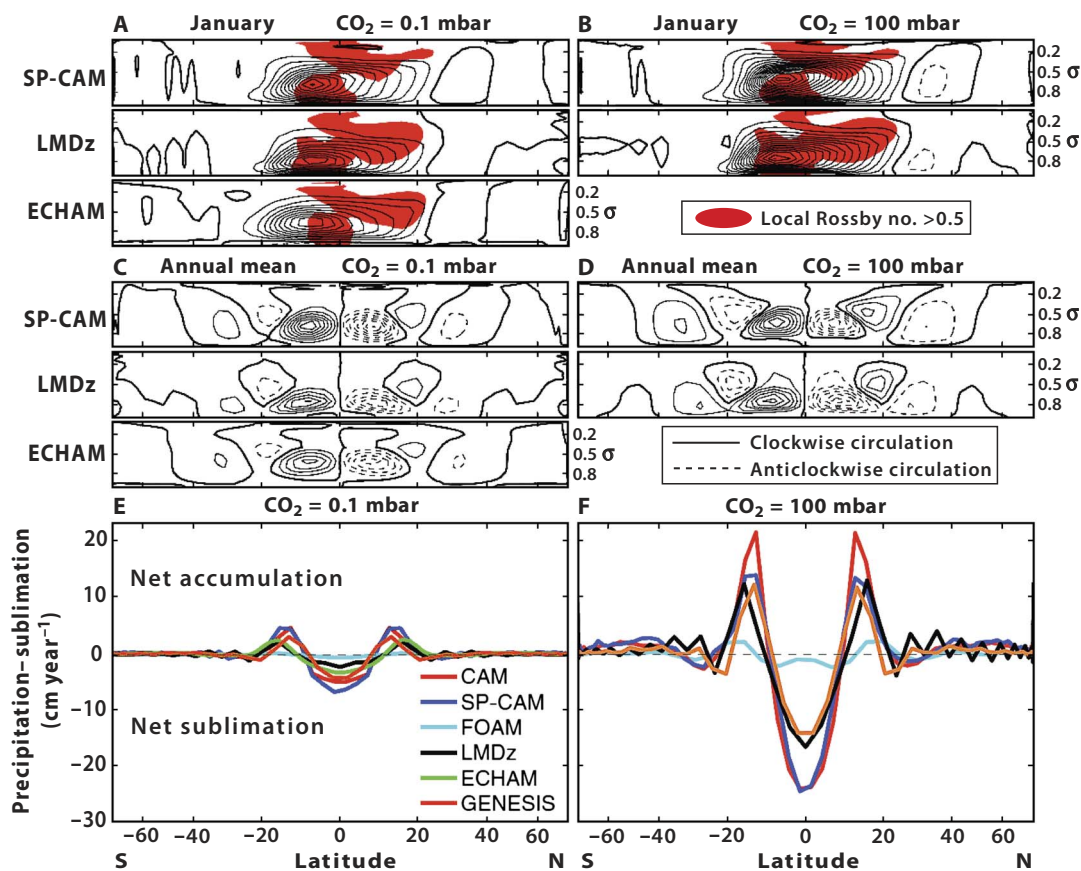 A January CO2 = 0.1 mbar
B January CO2 = 100 mbar
SP-CAM
0.2
0.5 σ
0.8
LMDz
0.2
0.5 σ
0.8
ECHAM
0.2
0.5 σ
0.8
Local Rossby no. >0.5
C Annual mean CO2 = 0.1 mbar
D Annual mean CO2 = 100 mbar
SP-CAM
0.2
0.5 σ
0.8
LMDz
0.2
0.5 σ
0.8
ECHAM
0.2
0.5 σ
0.8
Clockwise circulation
Anticlockwise circulation
E CO2 = 0.1 mbar
F CO2 = 100 mbar
Precipitation– sublimation
(cm year−1)
20
10
0
−10
−20
−30
Net accumulation
Net sublimation
CAM
SP-CAM
FOAM
LMDz
ECHAM
GENESIS
−60 −40 −20 0 20 40 60
S Latitude N
−60 −40 −20 0 20 40 60
S Latitude N